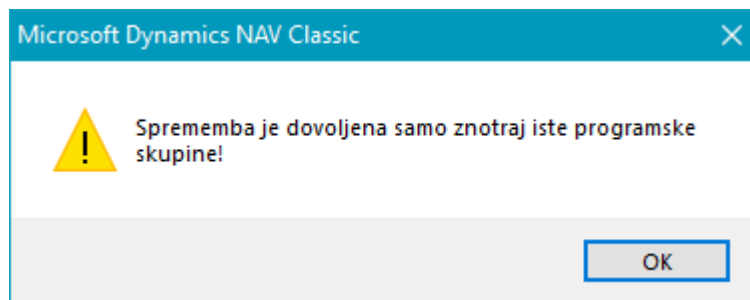 Microsoft Dynamics NAV Classic
Sprememba je dovoljena samo znotraj iste programske
skupine!
OK